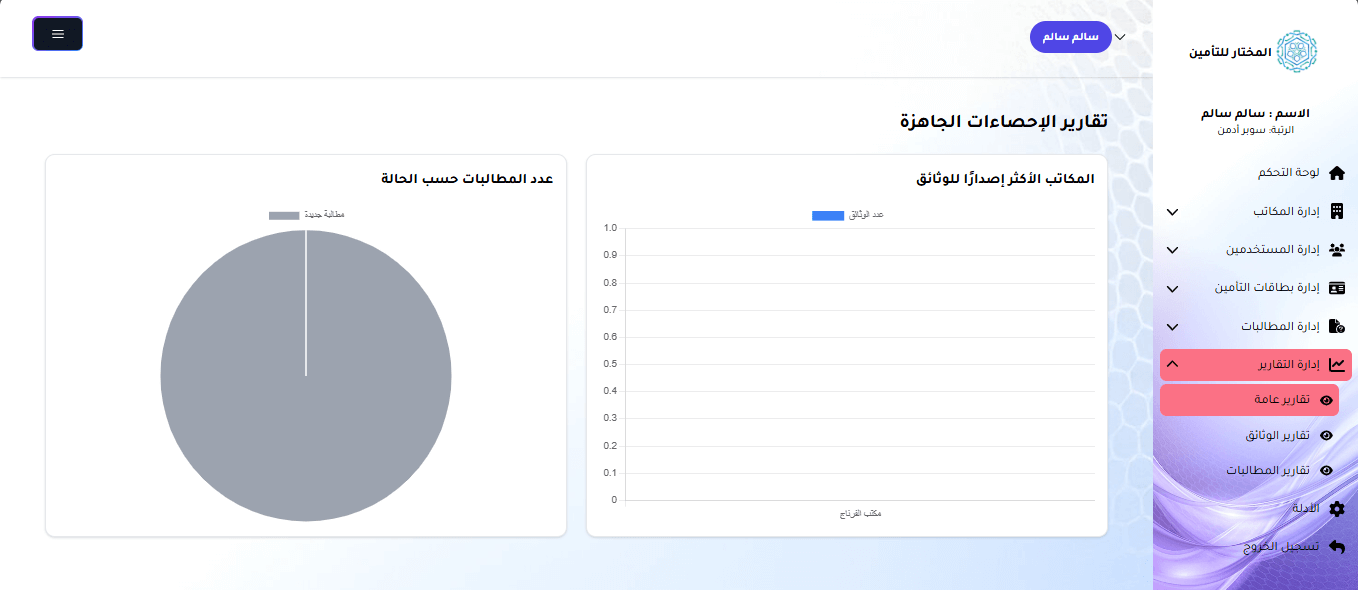 المختار للتأمين
الاسم : سالم سالم
الرتبة: سوبر أدمن
لوحة التحكم
إدارة المكاتب
إدارة المستخدمين
إدارة بطاقات التأمين
إدارة المطالبات
إدارة التقارير
تقارير عامة
تقارير الوثائق
تقارير المطالبات
الأدلة
تسجيل الخروج
سالم سالم
تقارير الإحصاءات الجاهزة
المكاتب الأكثر إصدارًا للوثائق
عدد الوثائق
1.0
0.9
0.8
0.7
0.6
0.5
0.4
0.3
0.2
0.1
0
مكتب القرتاج
عدد المطالبات حسب الحالة
مطالبة جديدة